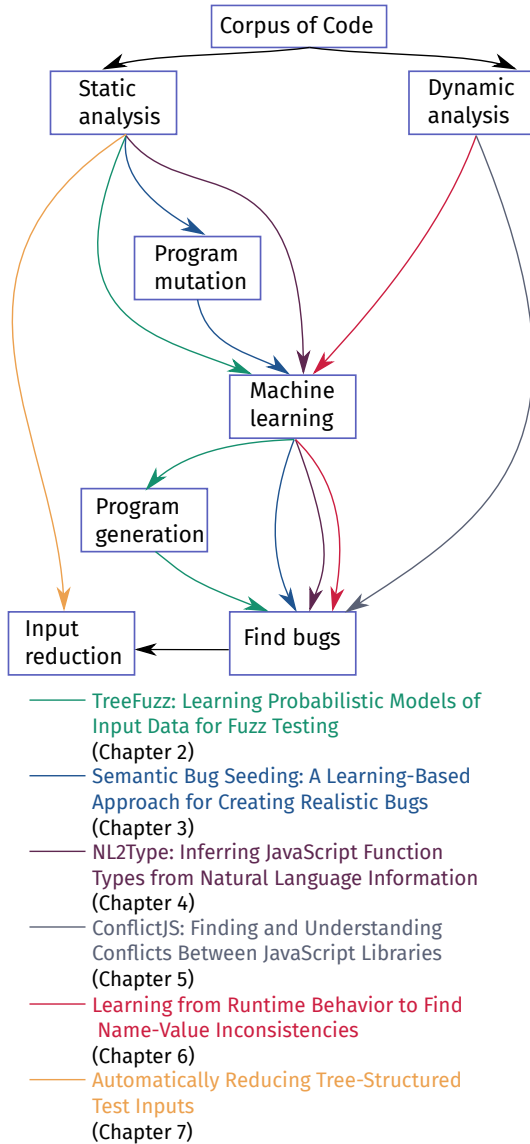 Corpus of Code
Static
analysis
Dynamic
analysis
Program
mutation
Machine
learning
Program
generation
Input
reduction
Find bugs
TreeFuzz: Learning Probabilistic Models of
Input Data for Fuzz Testing
(Chapter 2)
Semantic Bug Seeding: A Learning-Based
Approach for Creating Realistic Bugs
(Chapter 3)
NL2Type: Inferring JavaScript Function
Types from Natural Language Information
(Chapter 4)
ConflictJS: Finding and Understanding
Conflicts Between JavaScript Libraries
(Chapter 5)
Learning from Runtime Behavior to Find
Name-Value Inconsistencies
(Chapter 6)
Automatically Reducing Tree-Structured
Test Inputs
(Chapter 7)